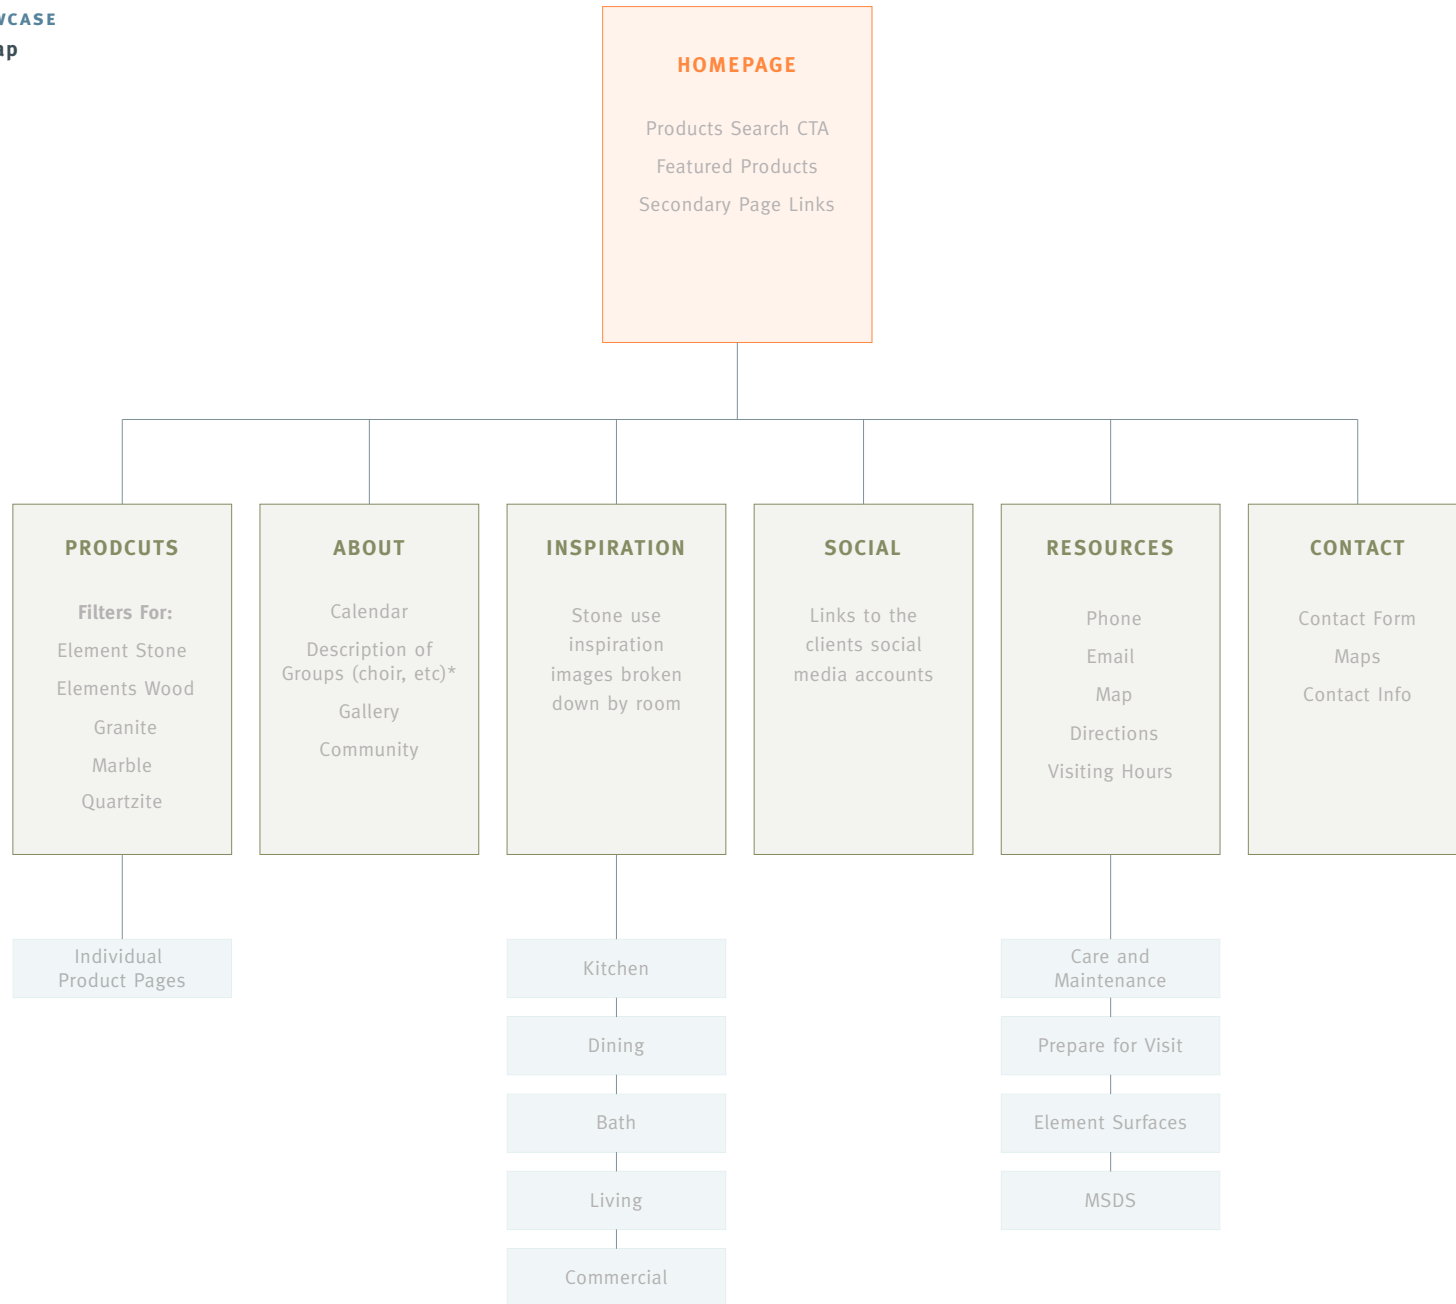 WCASE
ap
HOMEPAGE
Products Search CTA
Featured Products
Secondary Page Links
PRODCUTS
Filters For:
Element Stone
Elements Wood
Granite
Marble
Quartzite
Individual
Product Pages
ABOUT
Calendar
Description of
Groups (choir, etc)*
Gallery
Community
INSPIRATION
Stone use
inspiration
images broken
down by room
Kitchen
Dining
Bath
Living
Commercial
SOCIAL
Links to the
clients social
media accounts
RESOURCES
Phone
Email
Map
Directions
Visiting Hours
Care and
Maintenance
Prepare for Visit
Element Surfaces
MSDS
CONTACT
Contact Form
Maps
Contact Info